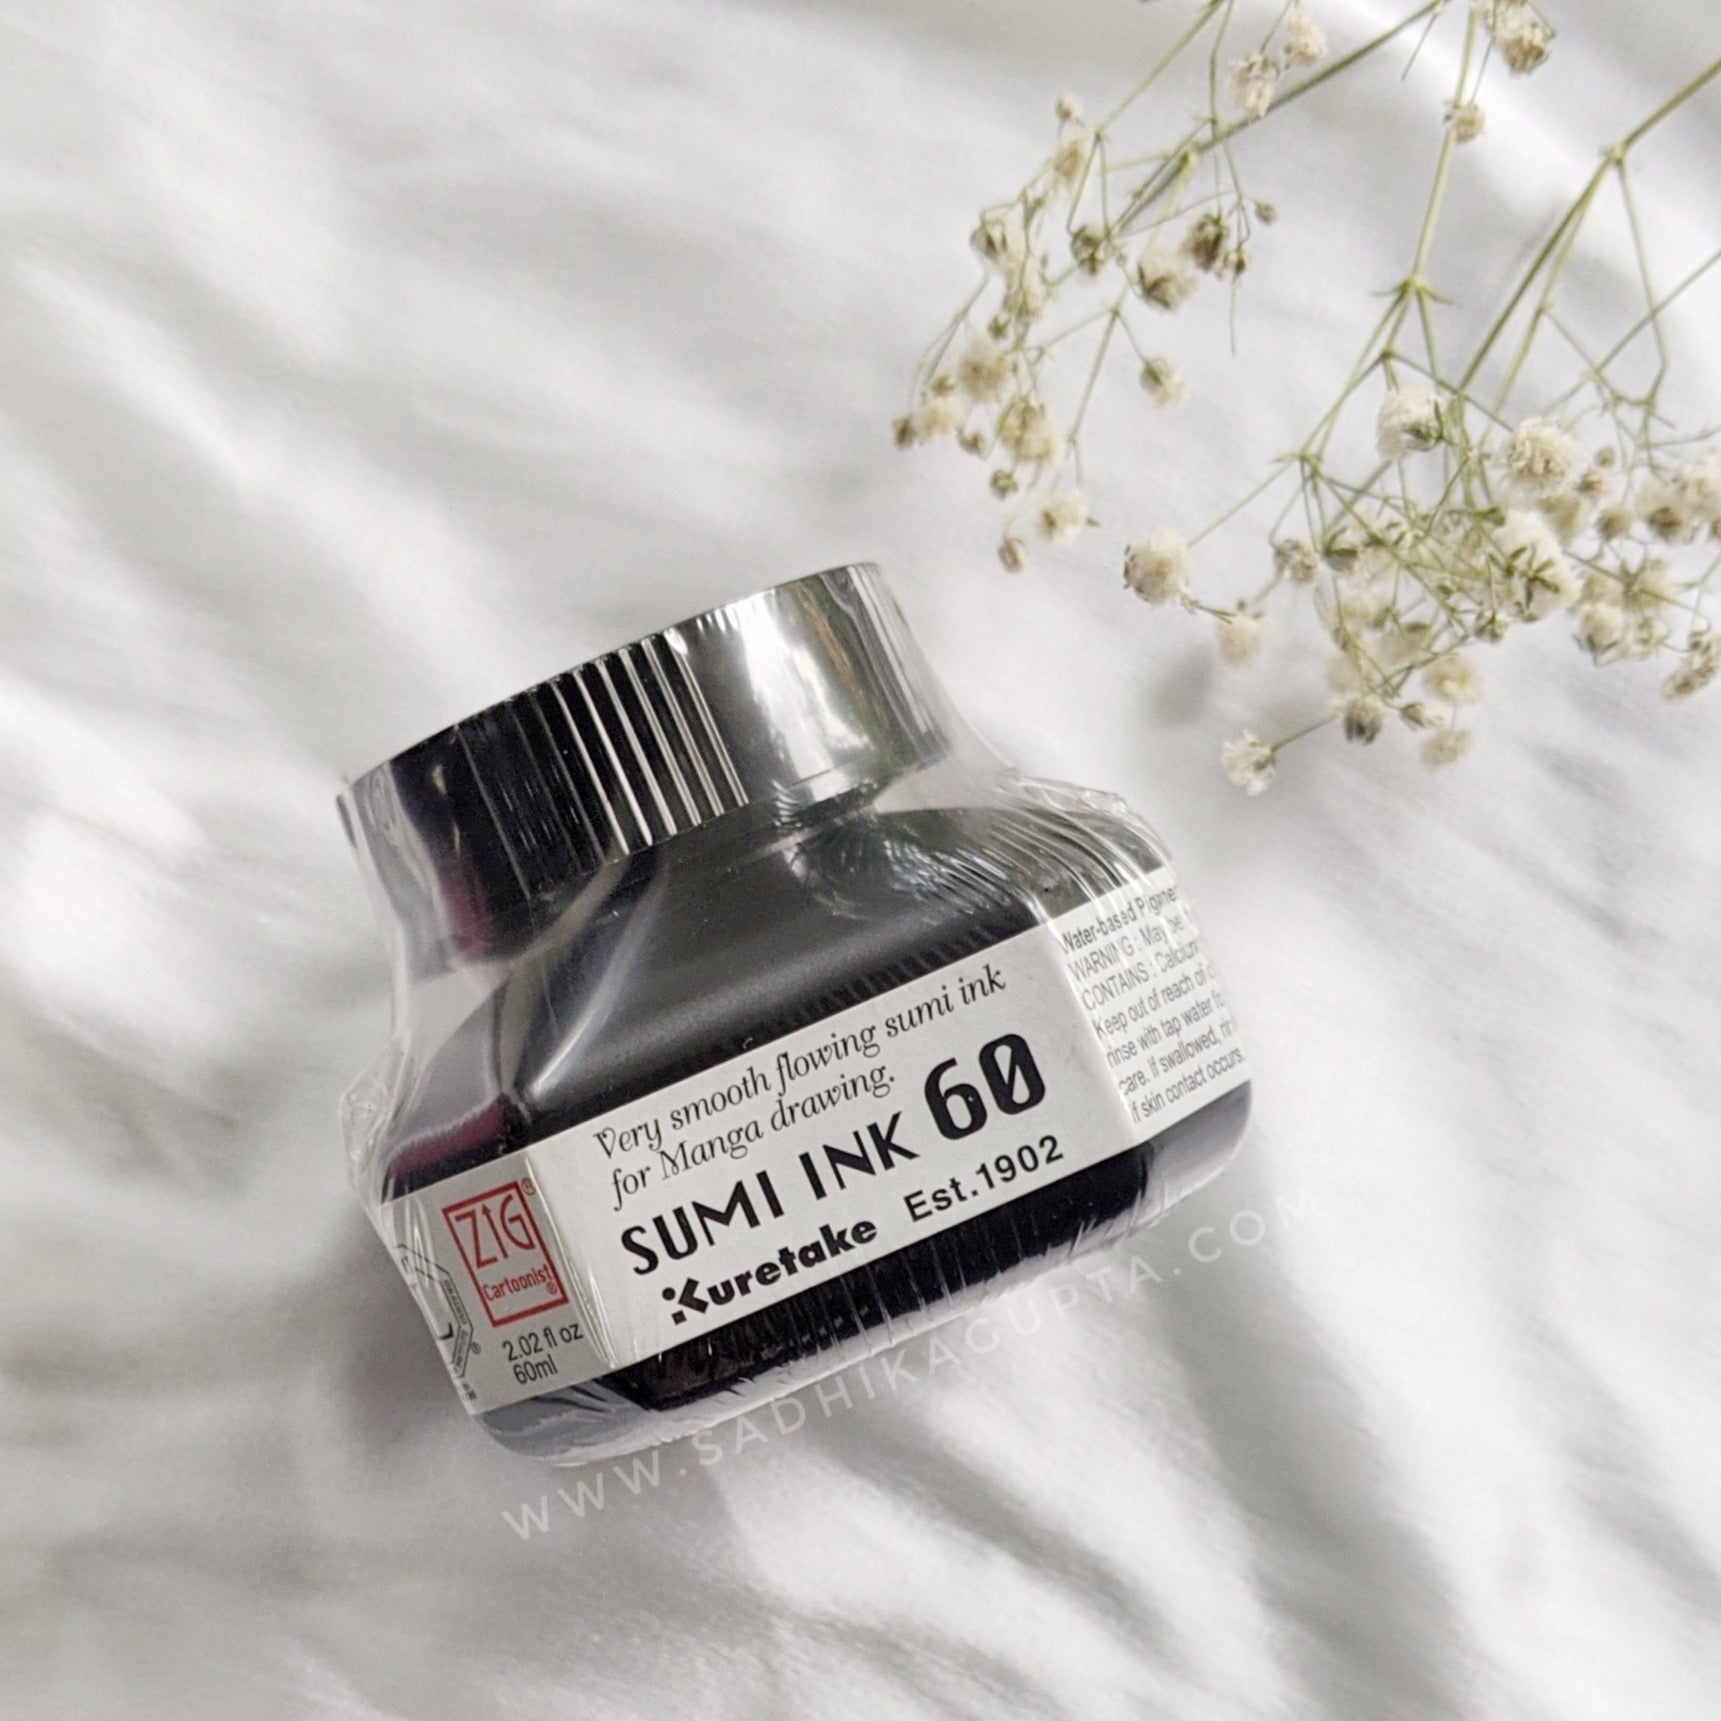 Very smooth flowing sumi ink
for Manga drawing.
SUMI INK 60
Kuretake Est.1902
ZIG®
Cartoonist®
2.02 fl oz
60ml
Water-based
WARNING : May be
CONTAINS :
Keep out of reach of
rinse with tap water
care. If swallowed,
If skin contact occurs
WWW.SADHIKAGUPTA.COM